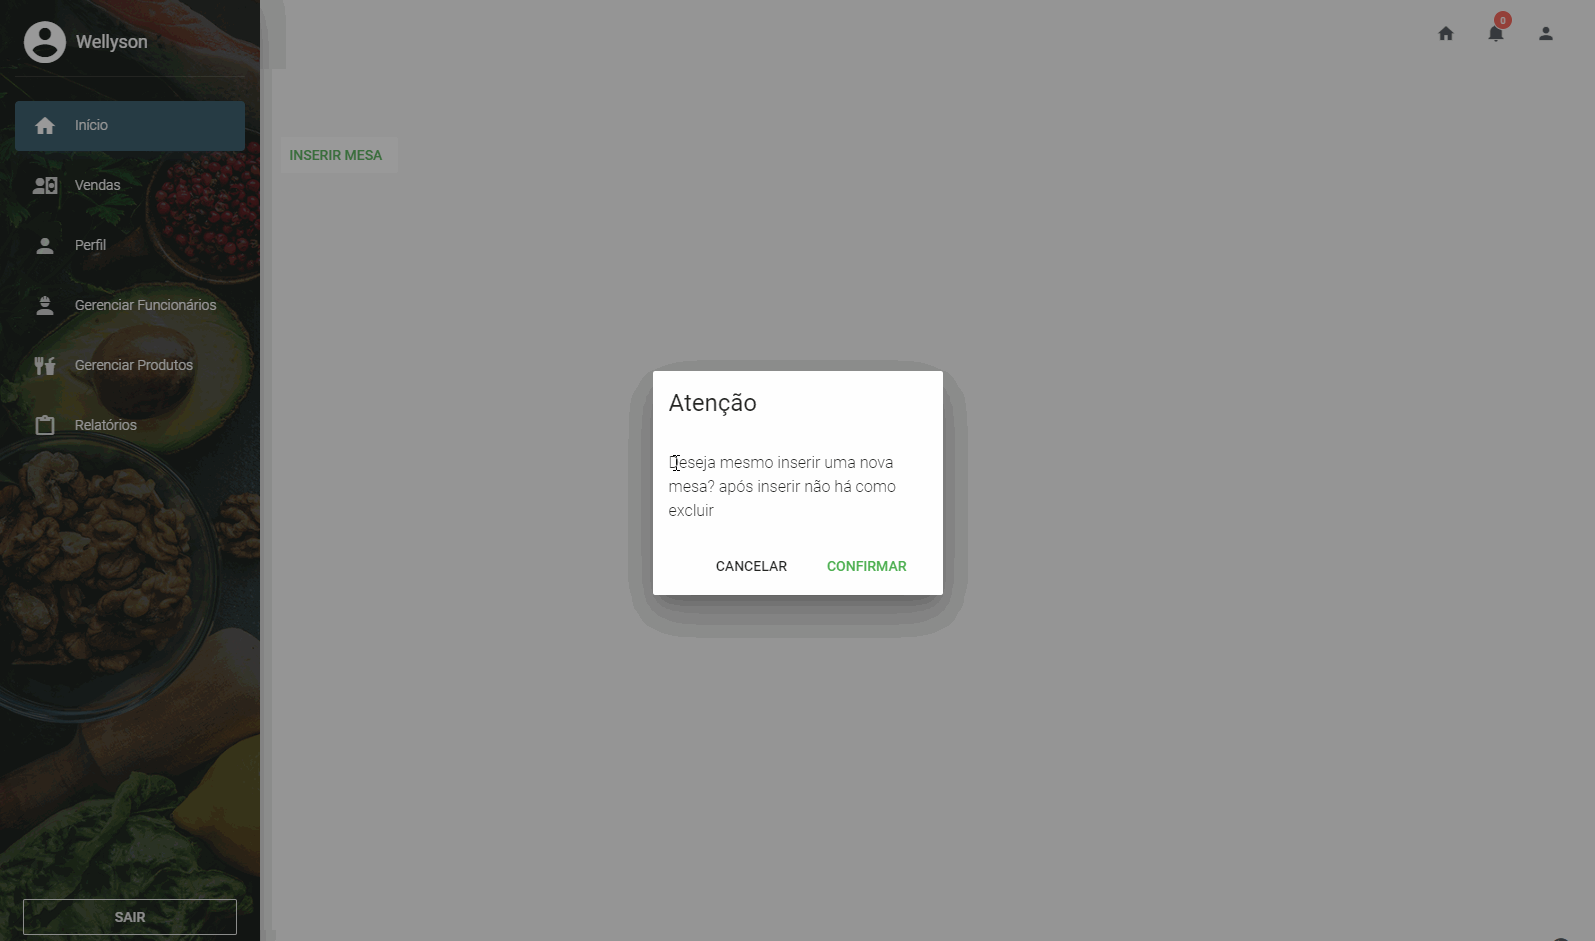 Wellyson
0
Início
INSERIR MESA
Vendas
Perfil
Gerenciar Funcionários
Gerenciar Produtos
Relatórios
Atenção
Deseja mesmo inserir uma nova
mesa? após inserir não há como
excluir
CANCELAR
CONFIRMAR
SAIR